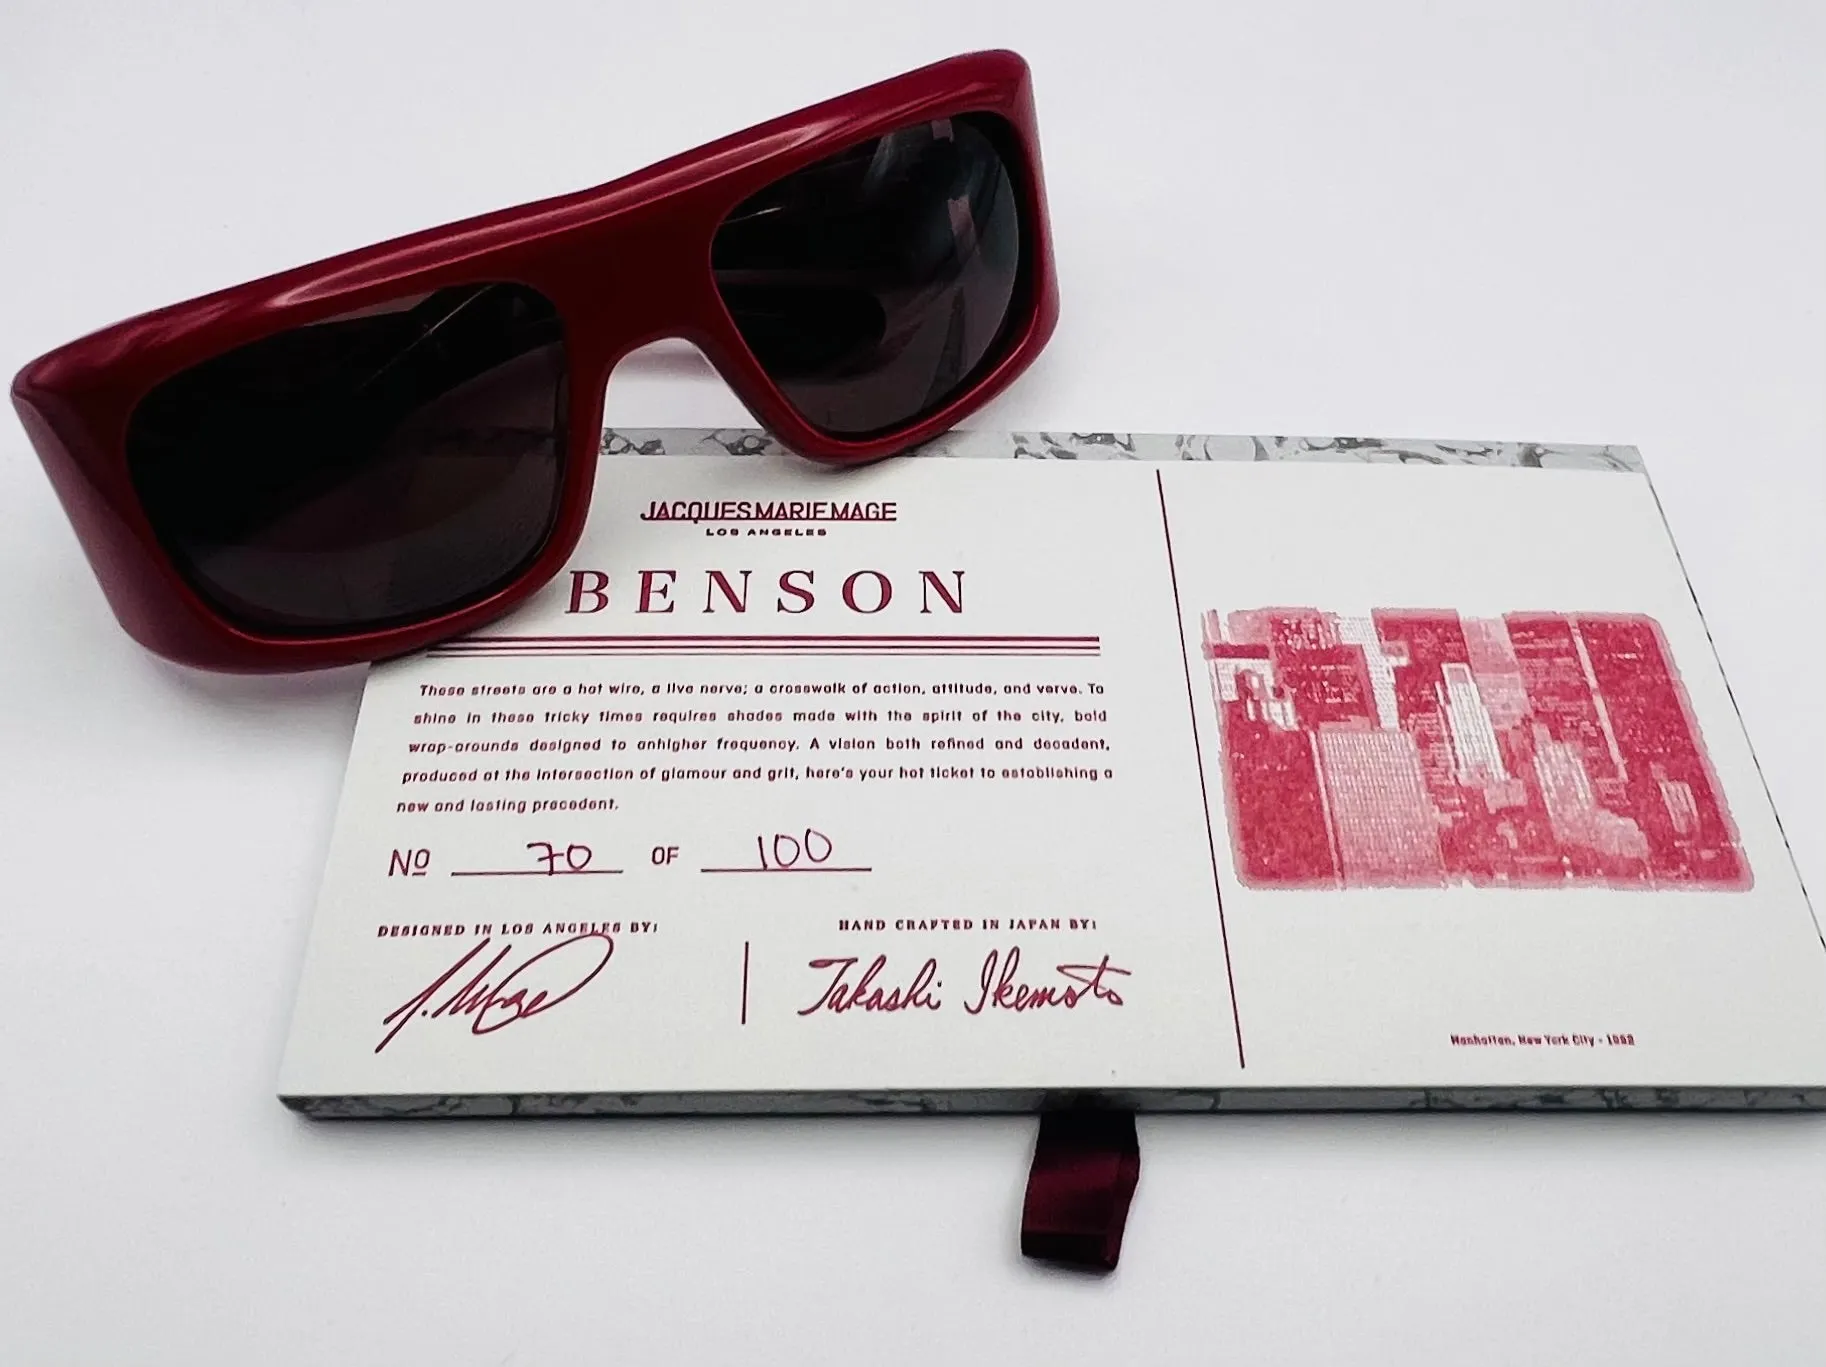 JACQUES MARIE MAGE
LOS ANGELES
BENSON
These streets are a hot wire, a live nerve; a crosswalk of action, attitude, and verve. To
shine in these tricky times requires shades made with the spirit of the city, bold
wrap-arounds designed to anhigher frequency. A vision both refined and decadent,
produced at the intersection of glamour and grit, here's your hot ticket to establishing a
new and lasting precedent.
Nº 70 OF 100
DESIGNED IN LOS ANGELES BY:
HAND CRAFTED IN JAPAN BY:
J. Mage
Takashi Ikemoto
Manhattan, New York City -